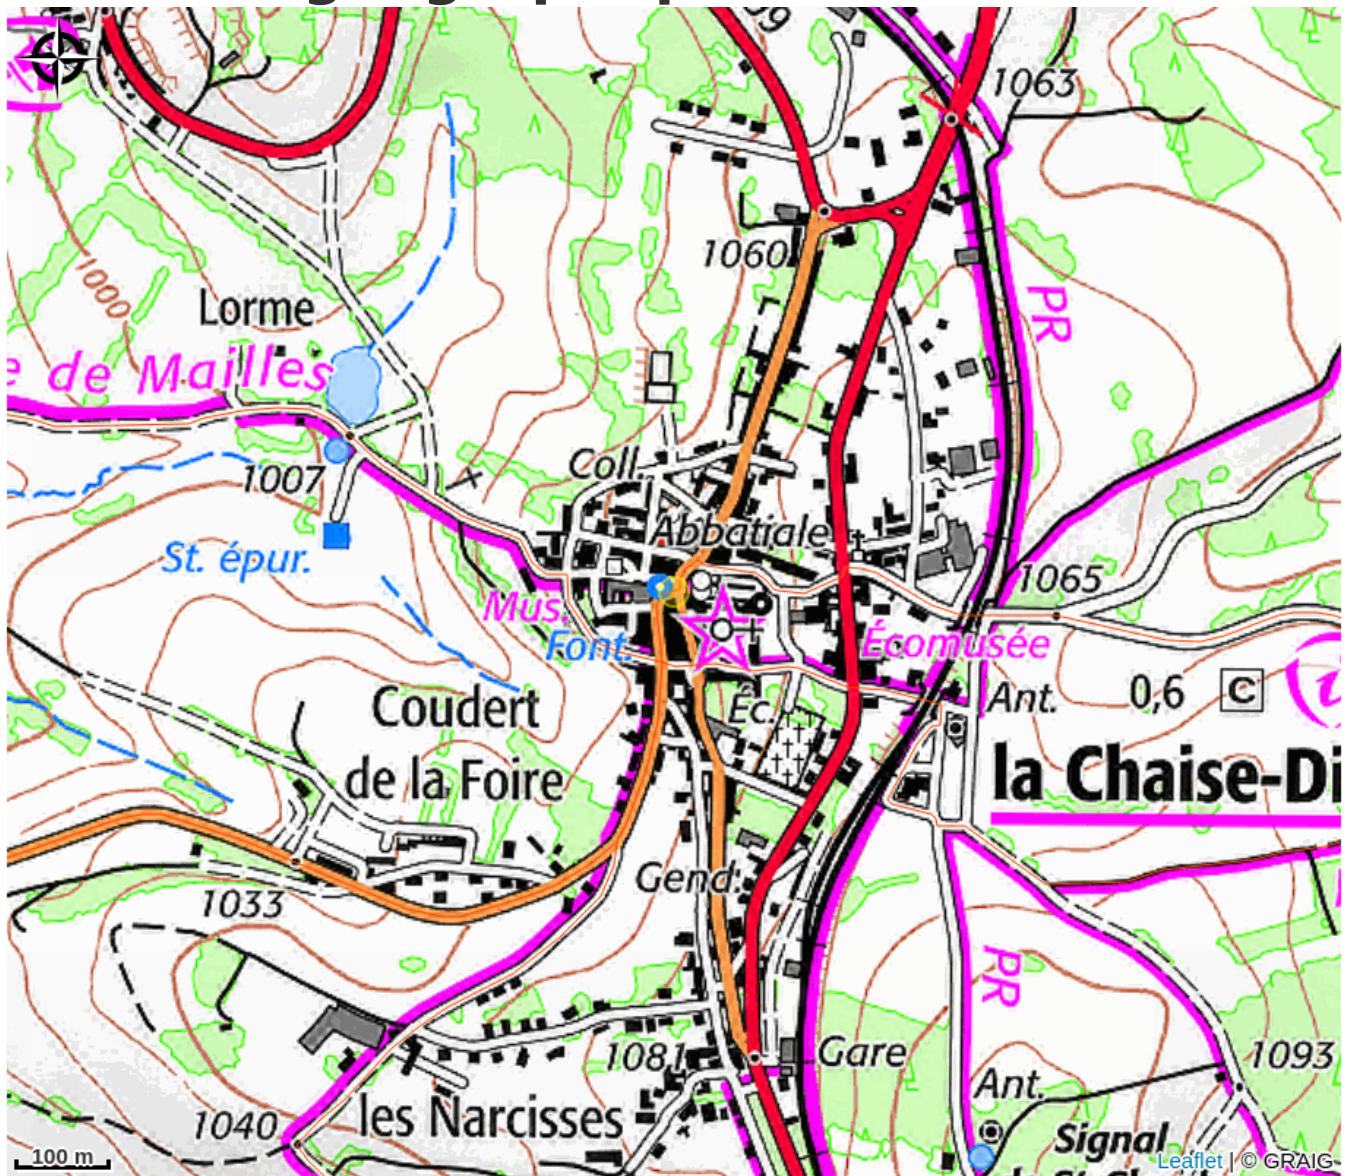 1063
1060
PR
1000
Lorme
e de Mailles
Coll.
1007
Abbatiale
St. épur.
1065
Mus.
Font.
Écomusée
Coudert
de la Foire
Éc.
Ant.
0,6 C
la Chaise-Di
Gend.
1033
PR
1081
Gare
1093
Ant.
1040
les Narcisses
Signal
100 m
Leaflet | © GRAIG